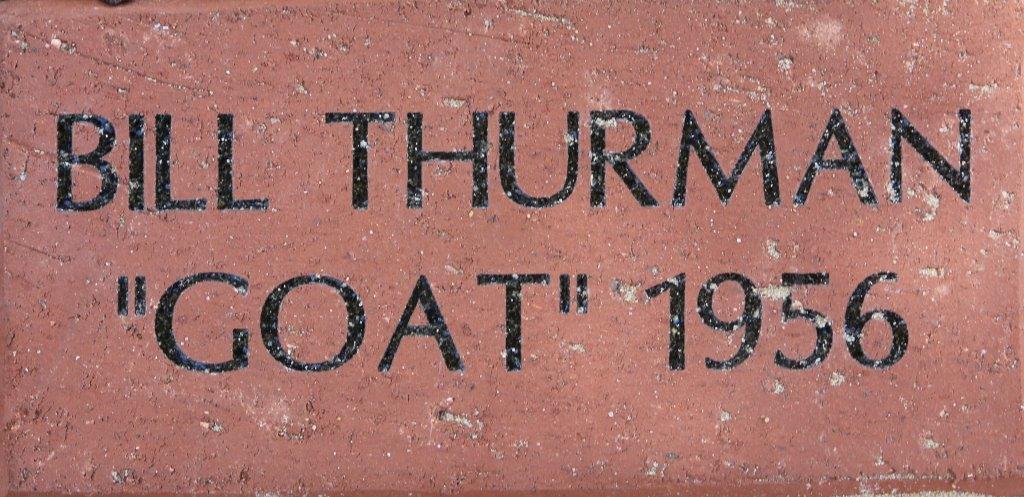 BILL THURMAN
"GOAT" 1956